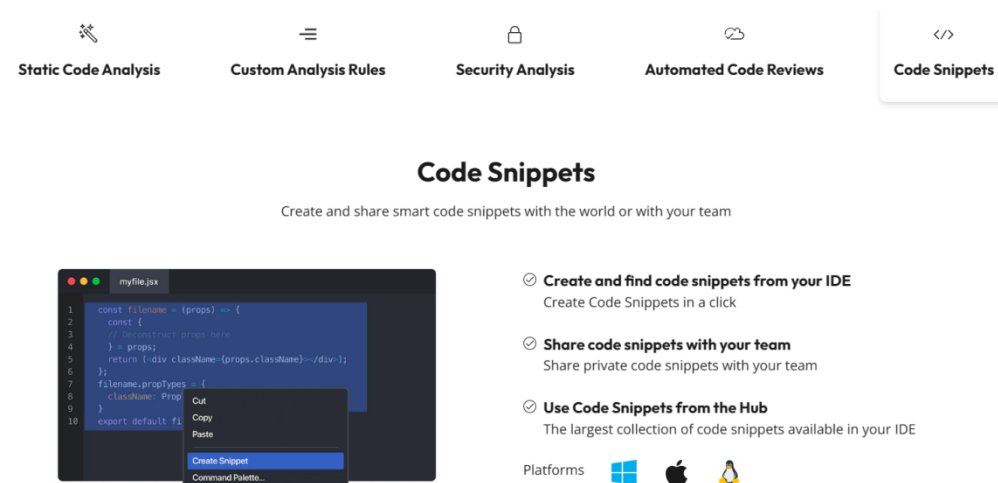 Static Code Analysis
Custom Analysis Rules
Security Analysis
Automated Code Reviews
Code Snippets
Code Snippets
Create and share smart code snippets with the world or with your team
myfile.jsx
1 const filename = (props) => {
2 const {
3 // Deconstruct props here
4 } = props;
5 return (<div className={props.className}></div>);
6 };
7 filename.propTypes = {
8 className: Prop
9 }
10 export default fi
Cut
Copy
Paste
Create Snippet
Command Palette...
Create and find code snippets from your IDE
Create Code Snippets in a click
Share code snippets with your team
Share private code snippets with your team
Use Code Snippets from the Hub
The largest collection of code snippets available in your IDE
Platforms